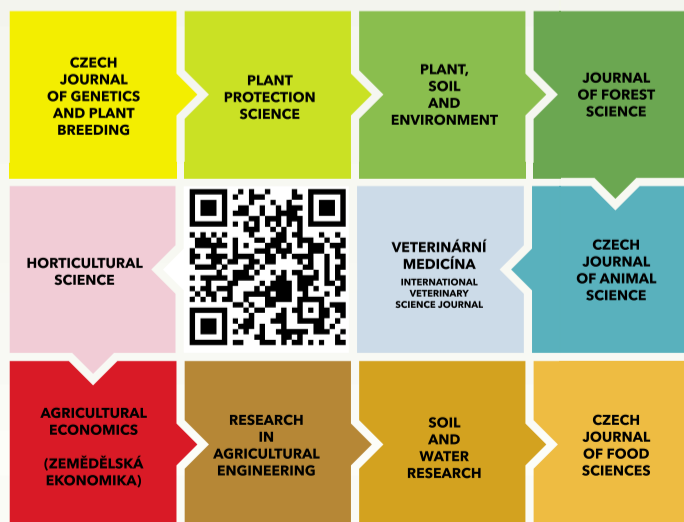 CZECH
JOURNAL
OF GENETICS
AND PLANT
BREEDING
PLANT
PROTECTION
SCIENCE
PLANT,
SOIL
AND
ENVIRONMENT
JOURNAL
OF FOREST
SCIENCE
HORTICULTURAL
SCIENCE
VETERINÁRNÍ
MEDICÍNA
INTERNATIONAL
VETERINARY
SCIENCE JOURNAL
CZECH
JOURNAL
OF ANIMAL
SCIENCE
AGRICULTURAL
ECONOMICS
(ZEMĚDĚLSKÁ
EKONOMIKA)
RESEARCH
IN
AGRICULTURAL
ENGINEERING
SOIL
AND
WATER
RESEARCH
CZECH
JOURNAL
OF FOOD
SCIENCES